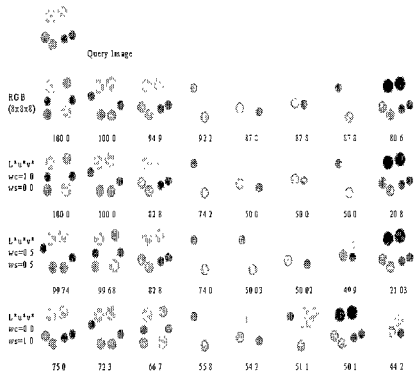 Query Image
RGB
(8x8x8)
100.0 100.0 94.9 92.2 87.8 87.8 80.6
L*u*v*
wc=1.0
ws=0.0
100.0 100.0 82.8 74.2 50.0 50.0 50.0 20.8
L*u*v*
wc=0.5
ws=0.5
99.74 99.68 82.8 74.0 50.03 50.02 49.9 21.03
L*u*v*
wc=0.0
ws=1.0
75.0 72.3 66.7 55.8 54.3 51.1 50.1 44.2